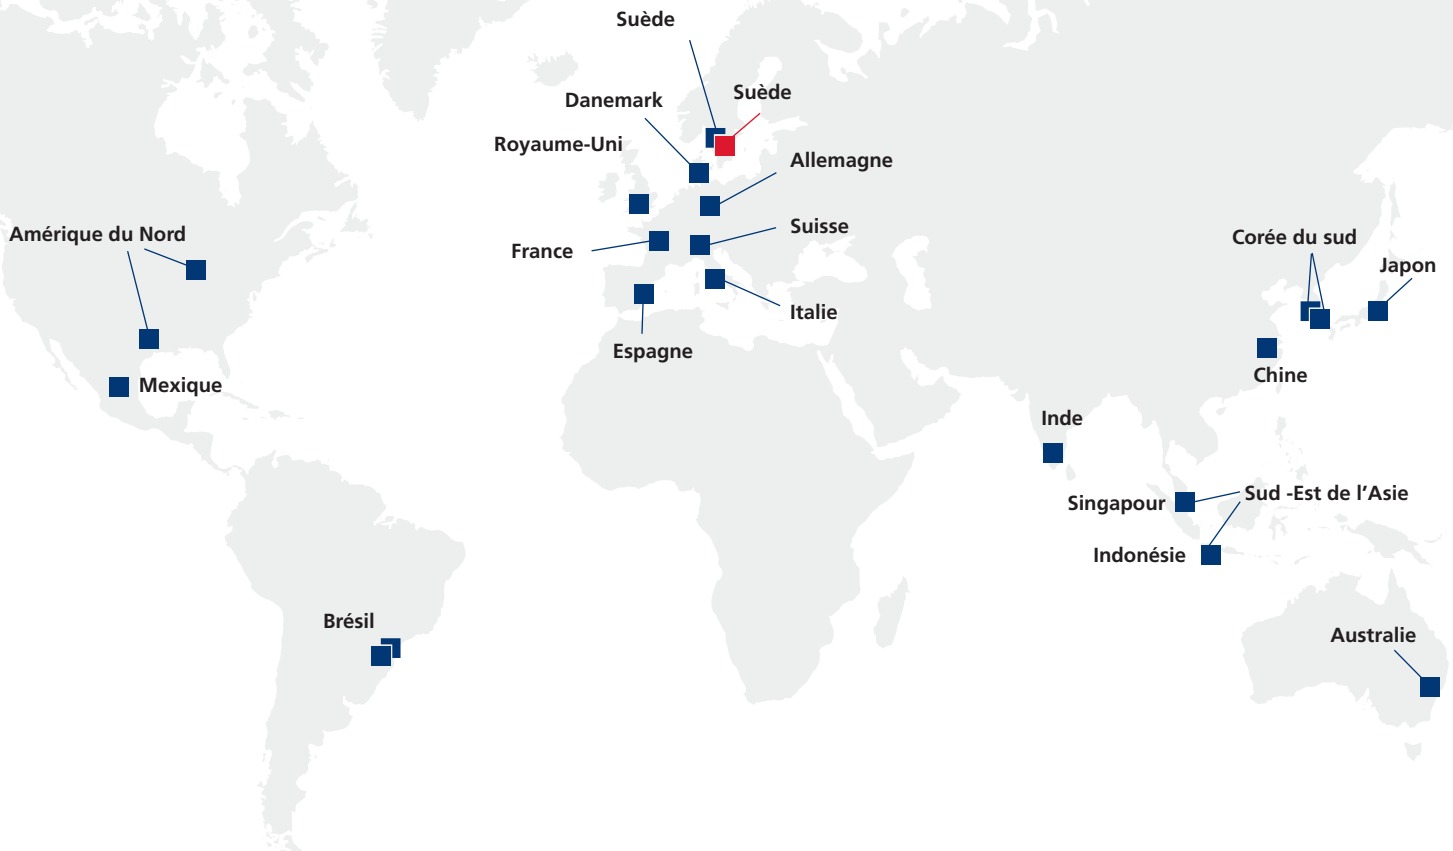 Suède
Suède
Danemark
Royaume-Uni
Allemagne
Amérique du Nord
Suisse
France
Corée du sud
Japon
Italie
Espagne
Chine
Mexique
Inde
Sud -Est de l’Asie
Singapour
Indonésie
Brésil
Australie